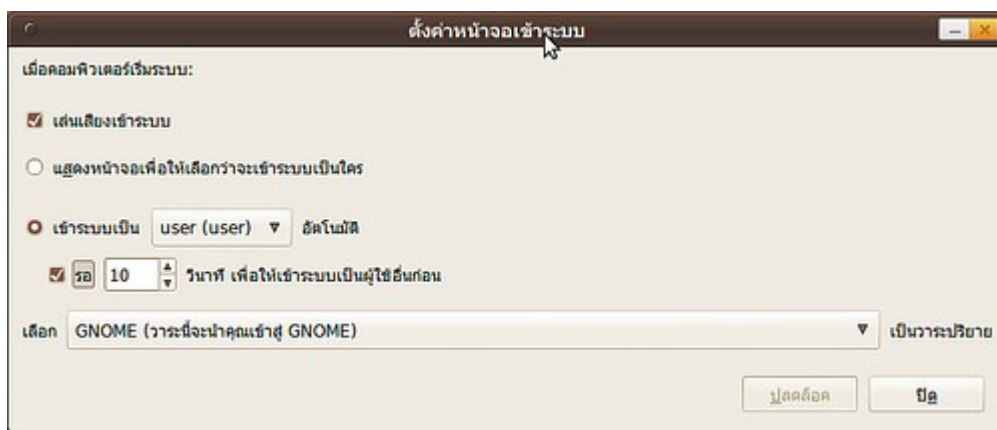 ตั้งค่าหน้าจอเข้าระบบ
เมื่อคอมพิวเตอร์เริ่มระบบ:
เล่นเสียงเข้าระบบ
แสดงหน้าจอเพื่อให้เลือกว่าจะเข้าระบบเป็นใคร
เข้าระบบเป็น user (user) อัตโนมัติ
รอ 10 วินาที เพื่อให้เข้าระบบเป็นผู้ใช้อื่นก่อน
เลือก GNOME (วาระนี้จะนำคุณเข้าสู่ GNOME) เป็นวาระปริยาย
ปลดล็อค ปิด